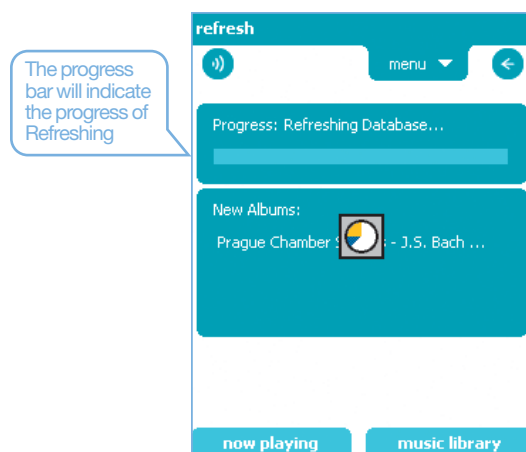 refresh
menu
The progress
bar will indicate
the progress of
Refreshing
Progress: Refreshing Database...
New Albums:
Prague Chamber - J.S. Bach ...
now playing
music library